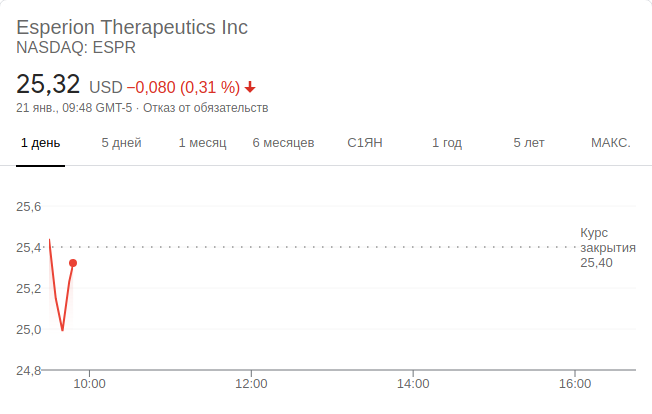 Esperion Therapeutics Inc
NASDAQ: ESPR
25,32 USD −0,080 (0,31 %)
21 янв., 09:48 GMT-5 · Отказ от обязательств
1 день 5 дней 1 месяц 6 месяцев С1ЯН 1 год 5 лет МАКС.
25,6
25,4
25,2
25,0
24,8
Курс
закрытия
25,40
10:00 12:00 14:00 16:00